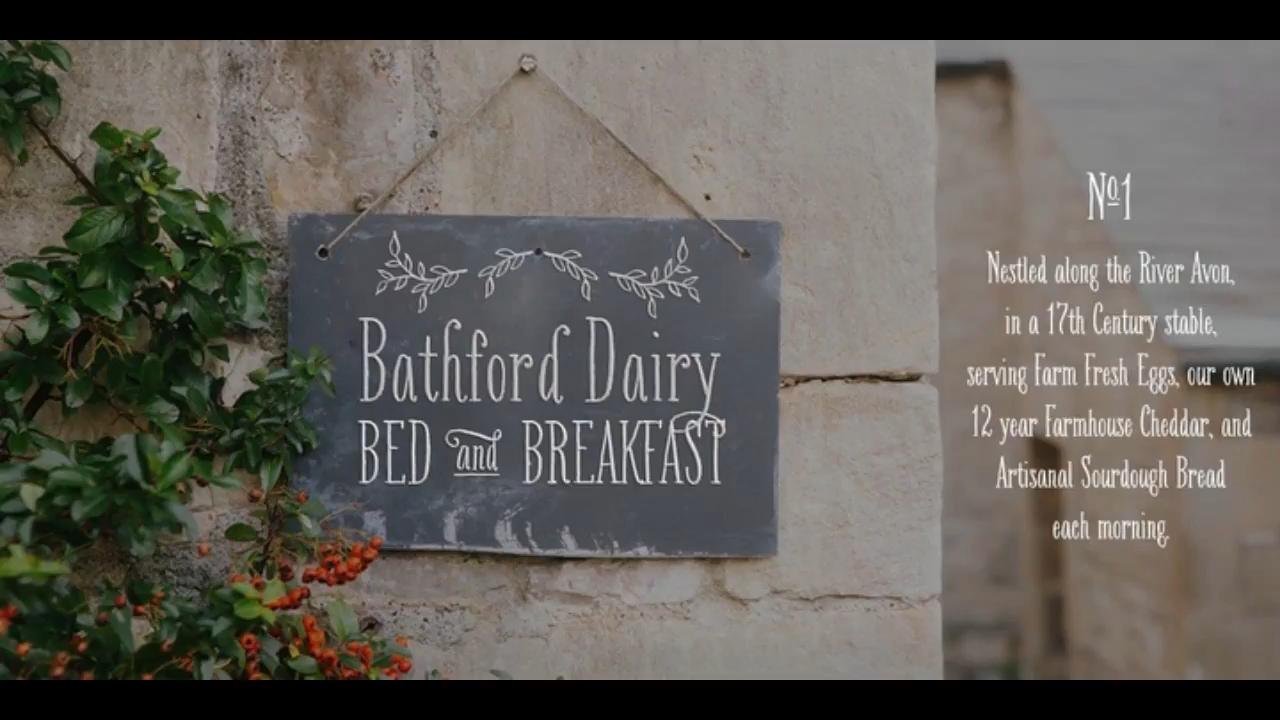 Bathford Dairy
BED and BREAKFAST
Nº1
Nestled along the River Avon,
in a 17th Century stable,
serving Farm Fresh Eggs, our own
12 year Farmhouse Cheddar, and
Artisanal Sourdough Bread
each morning.